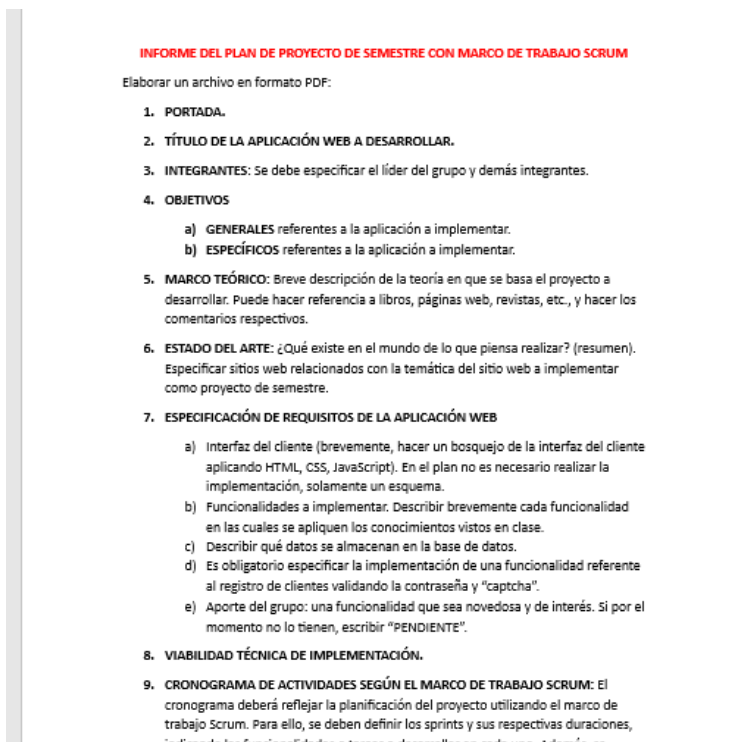 INFORME DEL PLAN DE PROYECTO DE SEMESTRE CON MARCO DE TRABAJO SCRUM
Elaborar un archivo en formato PDF:
1. PORTADA.
2. TÍTULO DE LA APLICACIÓN WEB A DESARROLLAR.
3. INTEGRANTES: Se debe especificar el líder del grupo y demás integrantes.
4. OBJETIVOS
a) GENERALES referentes a la aplicación a implementar.
b) ESPECÍFICOS referentes a la aplicación a implementar.
5. MARCO TEÓRICO: Breve descripción de la teoría en que se basa el proyecto a
desarrollar. Puede hacer referencia a libros, páginas web, revistas, etc., y hacer los
comentarios respectivos.
6. ESTADO DEL ARTE: ¿Qué existe en el mundo de lo que piensa realizar? (resumen).
Especificar sitios web relacionados con la temática del sitio web a implementar
como proyecto de semestre.
7. ESPECIFICACIÓN DE REQUISITOS DE LA APLICACIÓN WEB
a) Interfaz del cliente (brevemente, hacer un bosquejo de la interfaz del cliente
aplicando HTML, CSS, JavaScript). En el plan no es necesario realizar la
implementación, solamente un esquema.
b) Funcionalidades a implementar. Describir brevemente cada funcionalidad
en las cuales se apliquen los conocimientos vistos en clase.
c) Describir qué datos se almacenan en la base de datos.
d) Es obligatorio especificar la implementación de una funcionalidad referente
al registro de clientes validando la contraseña y “captcha”.
e) Aporte del grupo: una funcionalidad que sea novedosa y de interés. Si por el
momento no lo tienen, escribir “PENDIENTE”.
8. VIABILIDAD TÉCNICA DE IMPLEMENTACIÓN.
9. CRONOGRAMA DE ACTIVIDADES SEGÚN EL MARCO DE TRABAJO SCRUM: El
cronograma deberá reflejar la planificación del proyecto utilizando el marco de
trabajo Scrum. Para ello, se deben definir los sprints y sus respectivas duraciones,